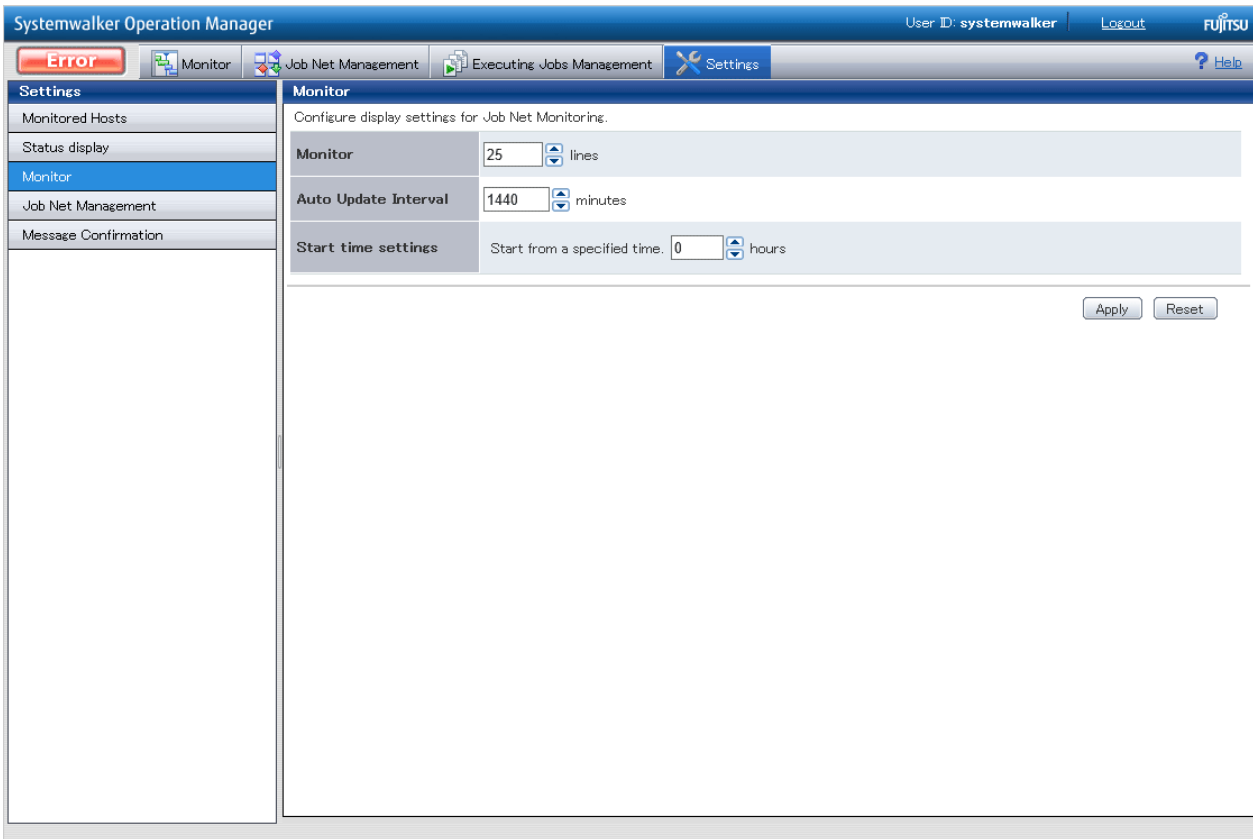 Systemwalker Operation Manager User ID: systemwalker Logout FUJITSU
Error Monitor Job Net Management Executing Jobs Management Settings ? Help
Settings
Monitored Hosts
Status display
Monitor
Job Net Management
Message Confirmation
Monitor
Configure display settings for Job Net Monitoring.
Monitor 25 lines
Auto Update Interval 1440 minutes
Start time settings Start from a specified time. 0 hours
Apply Reset